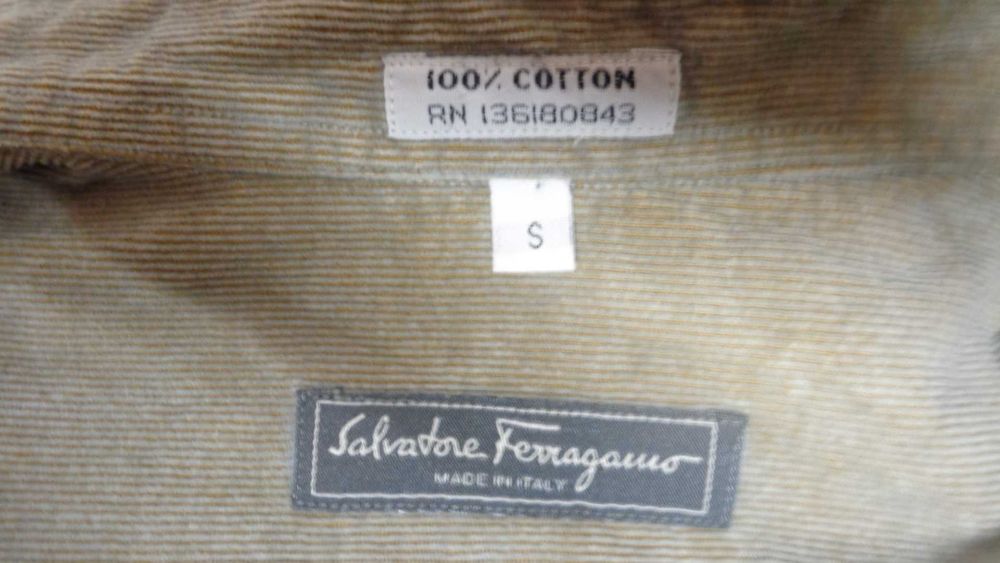 100% COTTON
RN 136180843
S
Salvatore Ferragamo
MADE IN ITALY